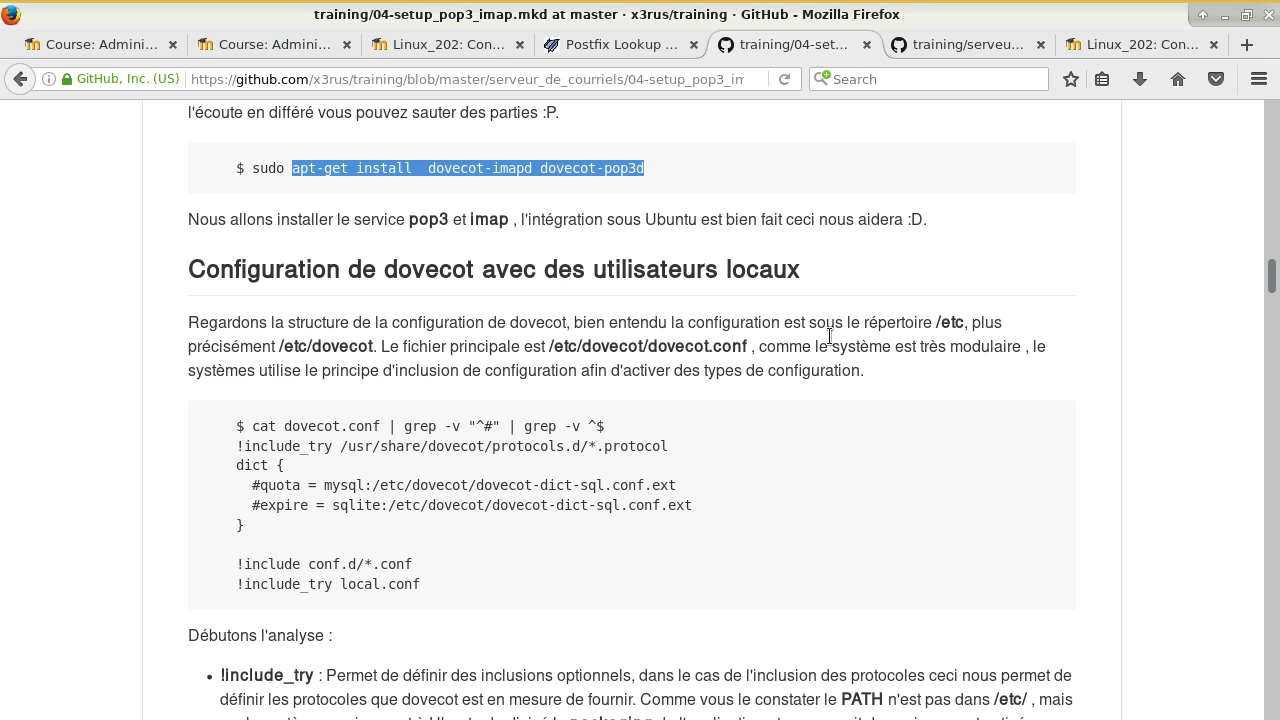 training/04-setup_pop3_imap.mkd at master · x3rus/training · GitHub - Mozilla Firefox
Course: Admini... Course: Admini... Linux_202: Con... Postfix Lookup ... training/04-set... training/serveu... Linux_202: Con...
GitHub, Inc. (US) https://github.com/x3rus/training/blob/master/serveur_de_courriels/04-setup_pop3_im Search
l'écoute en différé vous pouvez sauter des parties :P.
$ sudo apt-get install  dovecot-imapd dovecot-pop3d
Nous allons installer le service pop3 et imap , l'intégration sous Ubuntu est bien fait ceci nous aidera :D.
Configuration de dovecot avec des utilisateurs locaux
Regardons la structure de la configuration de dovecot, bien entendu la configuration est sous le répertoire /etc, plus
précisément /etc/dovecot. Le fichier principale est /etc/dovecot/dovecot.conf , comme le système est très modulaire , le
systèmes utilise le principe d'inclusion de configuration afin d'activer des types de configuration.
$ cat dovecot.conf | grep -v "^#" | grep -v ^$
!include_try /usr/share/dovecot/protocols.d/*.protocol
dict {
#quota = mysql:/etc/dovecot/dovecot-dict-sql.conf.ext
#expire = sqlite:/etc/dovecot/dovecot-dict-sql.conf.ext
}
!include conf.d/*.conf
!include_try local.conf
Débutons l'analyse :
• !include_try : Permet de définir des inclusions optionnels, dans le cas de l'inclusion des protocoles ceci nous permet de
définir les protocoles que dovecot est en mesure de fournir. Comme vous le constater le PATH n'est pas dans /etc/ , mais